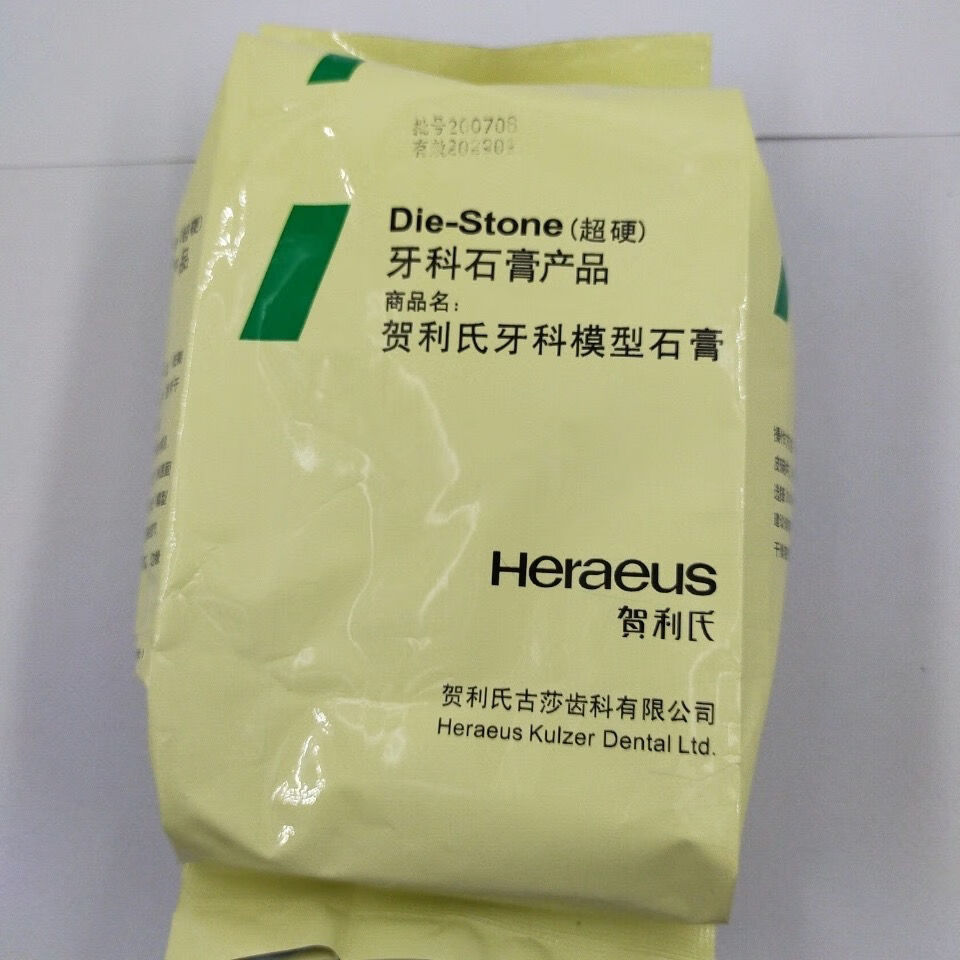 批号200708
Die-Stone (超硬)
牙科石膏产品
商品名:
贺利氏牙科模型石膏
Heraeus
賀利氏
贺利氏古莎齿科有限公司
Heraeus Kulzer Dental Ltd.